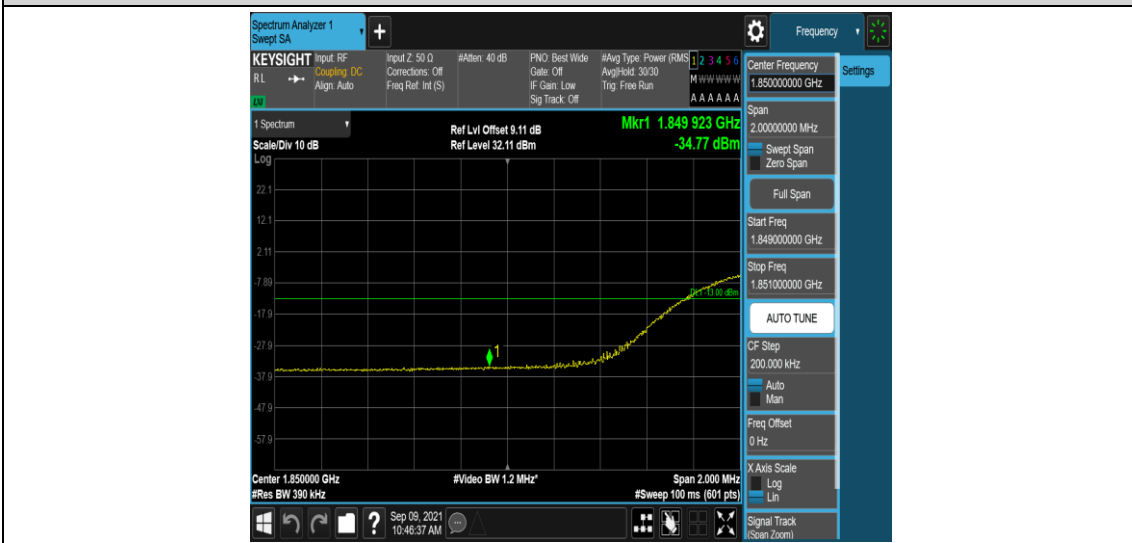 Spectrum Analyzer 1
Swept SA
+
Frequency
KEYSIGHT
RL
LV
Input: RF
Coupling: DC
Align: Auto
Input Z: 50 Ω
Corrections: Off
Freq Ref: Int (S)
#Atten: 40 dB
PNO: Best Wide
Gate: Off
IF Gain: Low
Sig Track: Off
#Avg Type: Power (RMS
Avg|Hold: 30/30
Trig: Free Run
1 2 3 4 5 6
M W W W W W
A A A A A A
1 Spectrum
Scale/Div 10 dB
Ref Lvl Offset 9.11 dB
Ref Level 32.11 dBm
Mkr1 1.849 923 GHz
-34.77 dBm
Log
22.1
12.1
2.11
-7.89
-17.9
-27.9
-37.9
-47.9
-57.9
DL1 -13.00 dBm
1
Center 1.850000 GHz
#Res BW 390 kHz
#Video BW 1.2 MHz*
Span 2.000 MHz
#Sweep 100 ms (601 pts)
?
Sep 09, 2021
10:46:37 AM
Center Frequency
1.850000000 GHz
Settings
Span
2.00000000 MHz
Swept Span
Zero Span
Full Span
Start Freq
1.849000000 GHz
Stop Freq
1.851000000 GHz
AUTO TUNE
CF Step
200.000 kHz
Auto
Man
Freq Offset
0 Hz
X Axis Scale
Log
Lin
Signal Track
(Span Zoom)